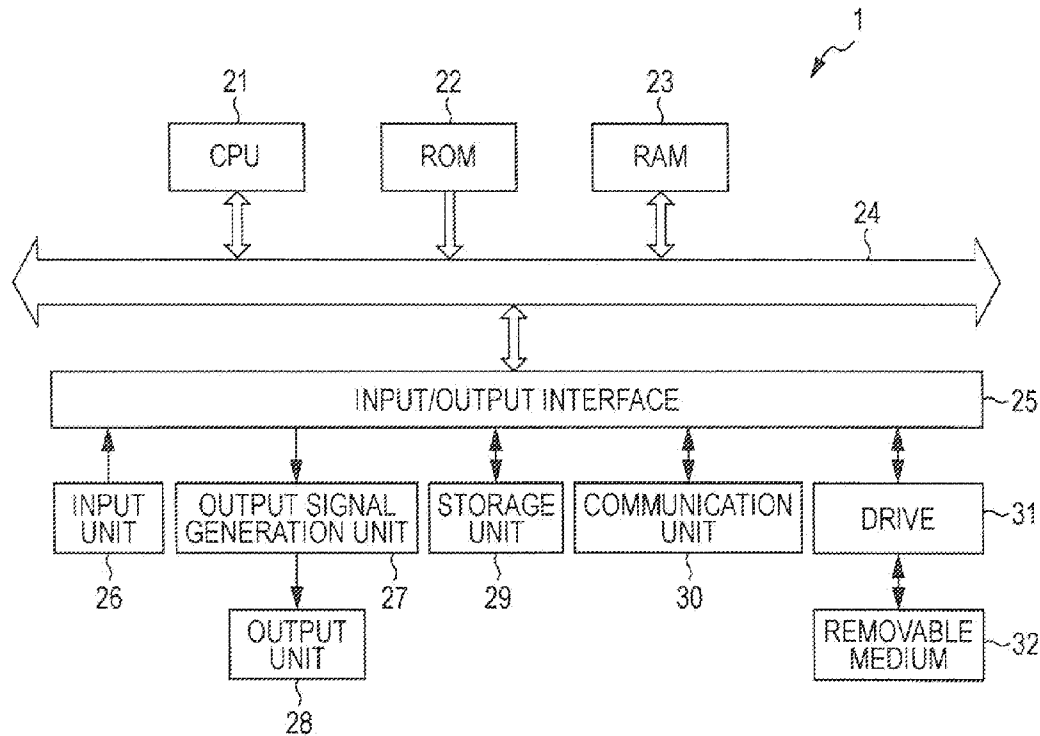 1
21
22
23
CPU
ROM
RAM
24
INPUT/OUTPUT INTERFACE
25
INPUT
UNIT
26
OUTPUT SIGNAL
GENERATION UNIT
27
STORAGE
UNIT
29
COMMUNICATION
UNIT
30
DRIVE
31
OUTPUT
UNIT
28
REMOVABLE
MEDIUM
32